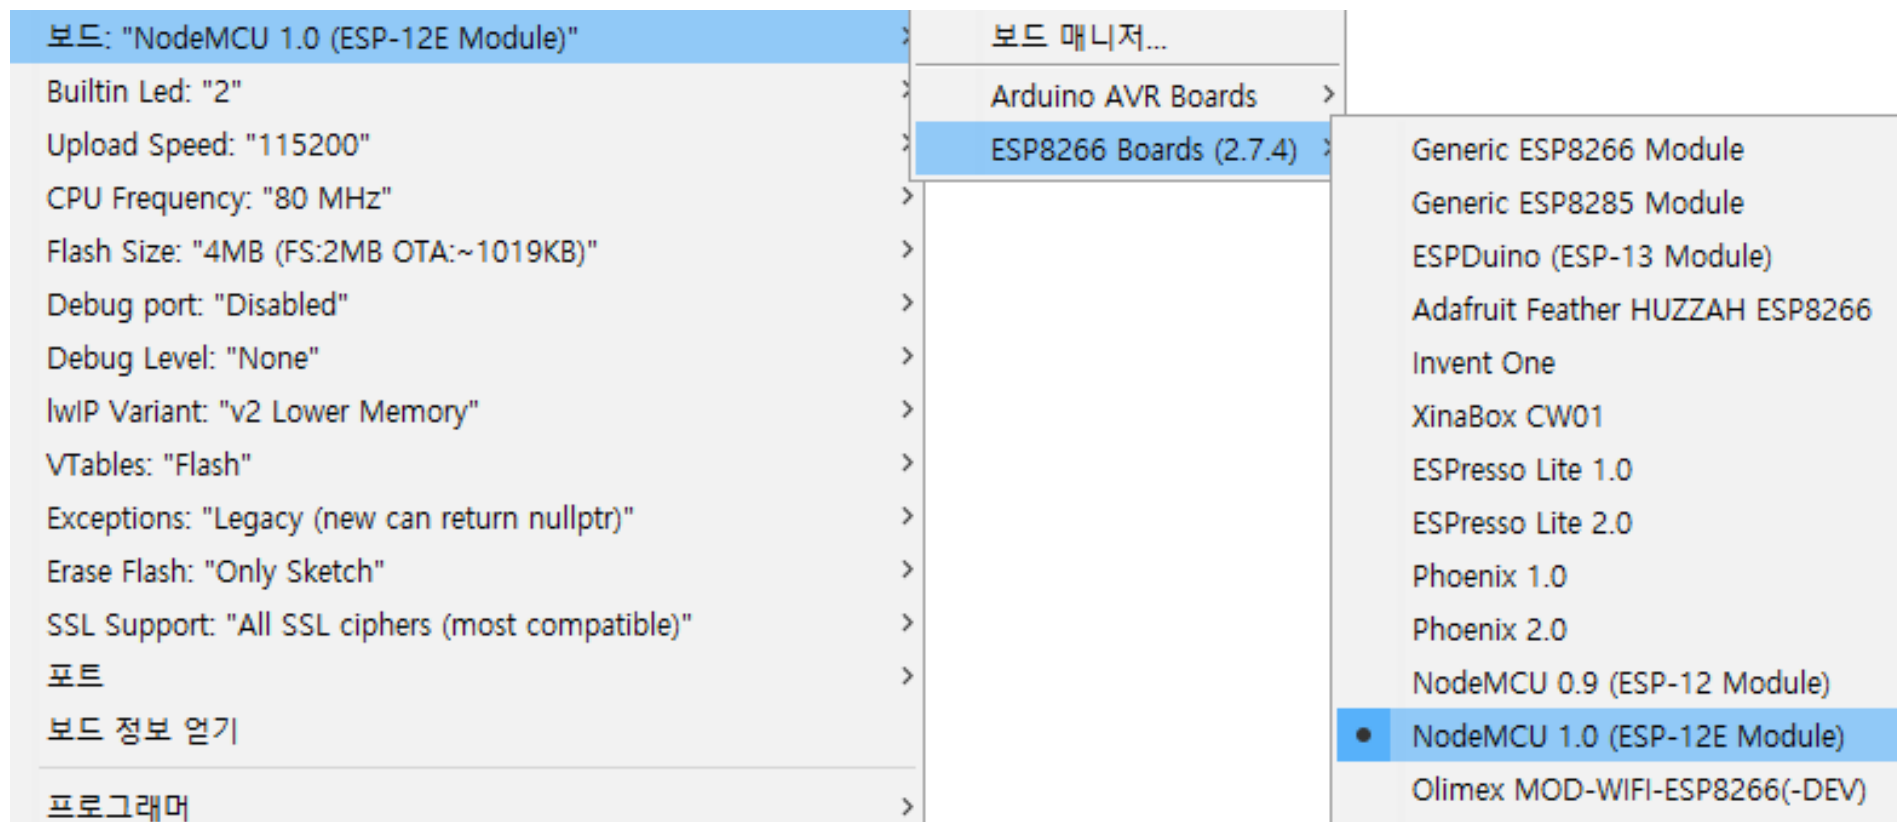 보드: "NodeMCU 1.0 (ESP-12E Module)"
Builtin Led: "2"
Upload Speed: "115200"
CPU Frequency: "80 MHz"
Flash Size: "4MB (FS:2MB OTA:~1019KB)"
Debug port: "Disabled"
Debug Level: "None"
lwIP Variant: "v2 Lower Memory"
VTables: "Flash"
Exceptions: "Legacy (new can return nullptr)"
Erase Flash: "Only Sketch"
SSL Support: "All SSL ciphers (most compatible)"
포트
보드 정보 얻기
프로그래머
보드 매니저...
Arduino AVR Boards
ESP8266 Boards (2.7.4)
Generic ESP8266 Module
Generic ESP8285 Module
ESPDuino (ESP-13 Module)
Adafruit Feather HUZZAH ESP8266
Invent One
XinaBox CW01
ESPresso Lite 1.0
ESPresso Lite 2.0
Phoenix 1.0
Phoenix 2.0
NodeMCU 0.9 (ESP-12 Module)
NodeMCU 1.0 (ESP-12E Module)
Olimex MOD-WIFI-ESP8266(-DEV)